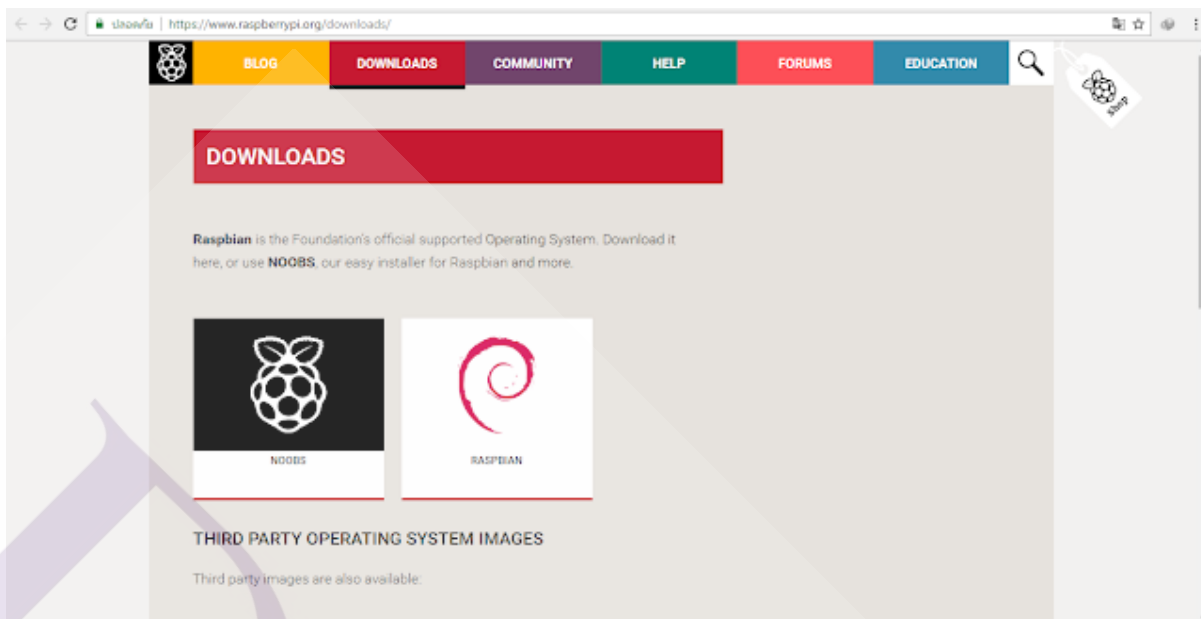 ปลอดภัย | https://www.raspberrypi.org/downloads/
BLOG DOWNLOADS COMMUNITY HELP FORUMS EDUCATION
shop
DOWNLOADS
Raspbian is the Foundation's official supported Operating System. Download it
here, or use NOOBS, our easy installer for Raspbian and more.
NOOBS RASPBIAN
THIRD PARTY OPERATING SYSTEM IMAGES
Third party images are also available: